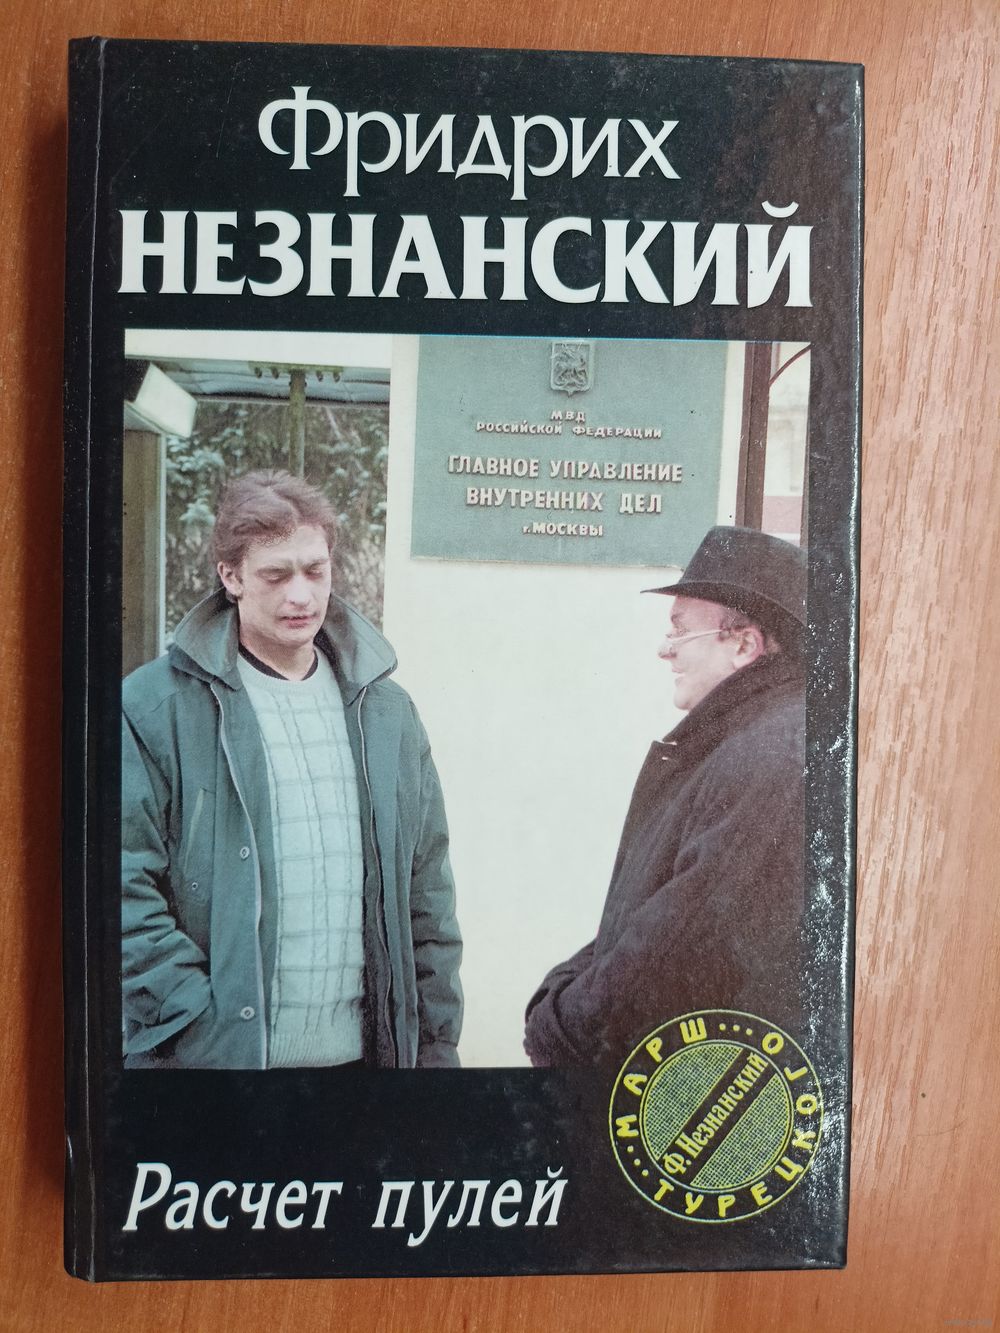 Фридрих
НЕЗНАНСКИЙ
МВД
РОССИЙСКОЙ ФЕДЕРАЦИИ
ГЛАВНОЕ УПРАВЛЕНИЕ
ВНУТРЕННИХ ДЕЛ
г. МОСКВЫ
МАРШ...
ТУРЕЦКОГО...
Ф. Незнанский
Расчет пулей